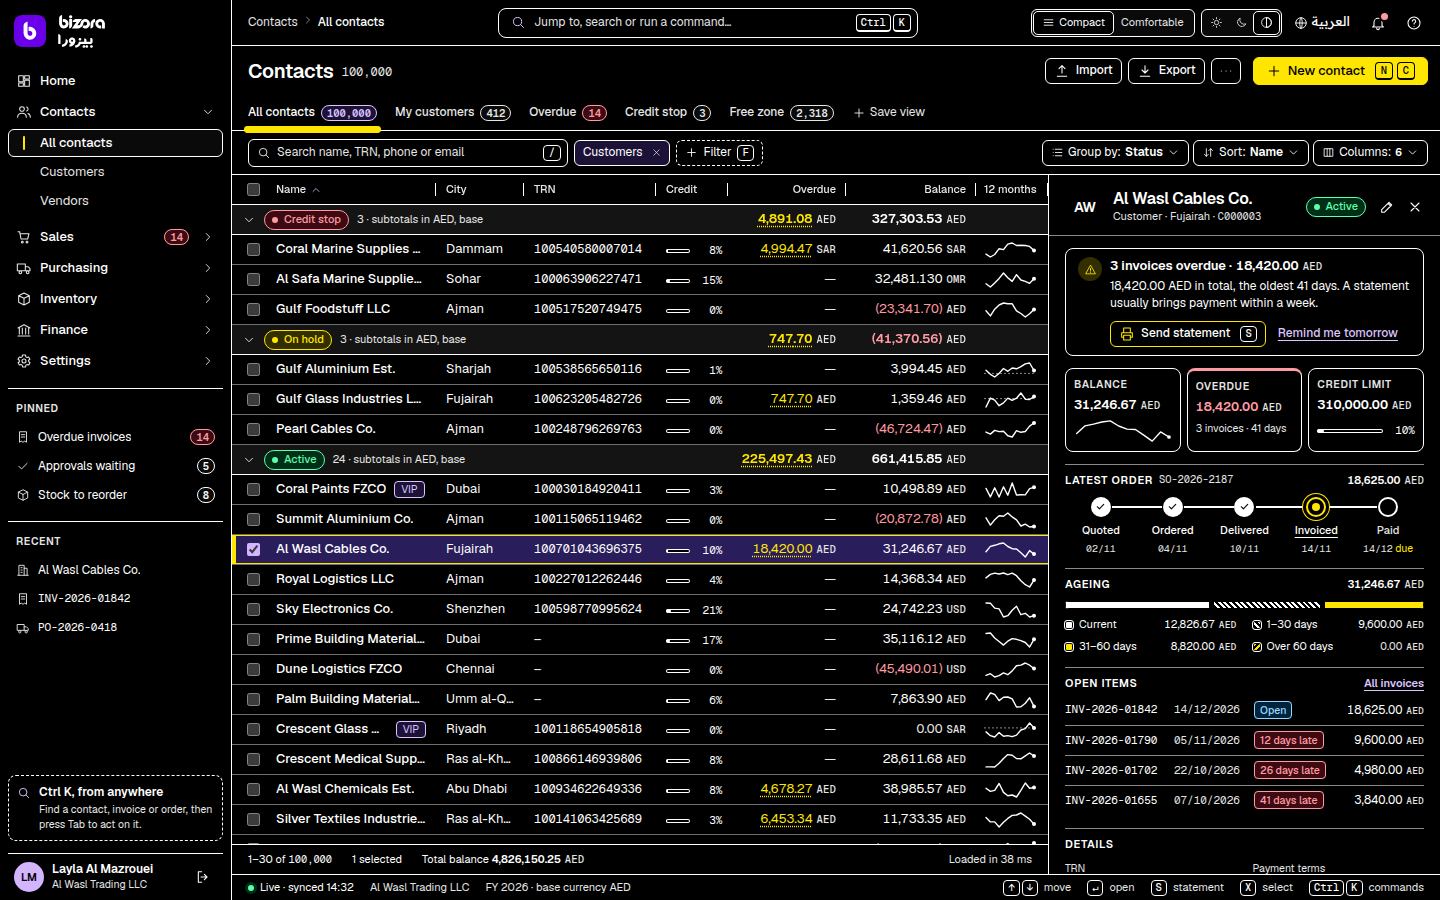 bizora
بيزورا
Home
Contacts
All contacts
Customers
Vendors
Sales 14
Purchasing
Inventory
Finance
Settings
PINNED
Overdue invoices 14
Approvals waiting 5
Stock to reorder 8
RECENT
Al Wasl Cables Co.
INV-2026-01842
PO-2026-0418
Ctrl K, from anywhere
Find a contact, invoice or order, then
press Tab to act on it.
LM Layla Al Mazrouei
Al Wasl Trading LLC
Contacts All contacts
Jump to, search or run a command... Ctrl K
Compact Comfortable
العربية
Contacts 100,000
Import Export ... New contact N C
All contacts 100,000 My customers 412 Overdue 14 Credit stop 3 Free zone 2,318 Save view
Search name, TRN, phone or email / Customers Filter F
Group by: Status Sort: Name Columns: 6
Name City TRN Credit Overdue Balance 12 months
Credit stop 3 · subtotals in AED, base 4,891.08 AED 327,303.53 AED
Coral Marine Supplies ... Dammam 100540580007014 8% 4,994.47 SAR 41,620.56 SAR
Al Safa Marine Supplie... Sohar 100063906227471 15% — 32,481.130 OMR
Gulf Foodstuff LLC Ajman 100517520749475 0% — (23,341.70) AED
On hold 3 · subtotals in AED, base 747.70 AED (41,370.56) AED
Gulf Aluminium Est. Sharjah 100538565650116 1% — 3,994.45 AED
Gulf Glass Industries L... Fujairah 100623205482726 0% 747.70 AED 1,359.46 AED
Pearl Cables Co. Ajman 100248796269763 0% — (46,724.47) AED
Active 24 · subtotals in AED, base 225,497.43 AED 661,415.85 AED
Coral Paints FZCO VIP Dubai 100030184920411 3% — 10,498.89 AED
Summit Aluminium Co. Ajman 100115065119462 0% — (20,872.78) AED
Al Wasl Cables Co. Fujairah 100701043696375 10% 18,420.00 AED 31,246.67 AED
Royal Logistics LLC Ajman 100227012262446 4% — 14,368.34 AED
Sky Electronics Co. Shenzhen 100598770995624 21% — 24,742.23 USD
Prime Building Material... Dubai – 17% — 35,116.12 AED
Dune Logistics FZCO Chennai – 0% — (45,490.01) USD
Palm Building Material... Umm al-Q... – 6% — 7,863.90 AED
Crescent Glass ... VIP Riyadh 100118654905818 0% — 0.00 SAR
Crescent Medical Supp... Ras al-Kh... 100866146939806 8% — 28,611.68 AED
Al Wasl Chemicals Est. Abu Dhabi 100934622649336 8% 4,678.27 AED 38,985.57 AED
Silver Textiles Industrie... Ras al-Kh... 100141063425689 3% 6,453.34 AED 11,733.35 AED
1–30 of 100,000 1 selected Total balance 4,826,150.25 AED Loaded in 38 ms
AW Al Wasl Cables Co.
Customer · Fujairah · C000003
Active
3 invoices overdue · 18,420.00 AED
18,420.00 AED in total, the oldest 41 days. A statement
usually brings payment within a week.
Send statement S Remind me tomorrow
BALANCE
31,246.67 AED
OVERDUE
18,420.00 AED
3 invoices · 41 days
CREDIT LIMIT
310,000.00 AED
10%
LATEST ORDER SO-2026-2187 18,625.00 AED
Quoted Ordered Delivered Invoiced Paid
02/11 04/11 10/11 14/11 14/12 due
AGEING 31,246.67 AED
Current 12,826.67 AED 1–30 days 9,600.00 AED
31–60 days 8,820.00 AED Over 60 days 0.00 AED
OPEN ITEMS All invoices
INV-2026-01842 14/12/2026 Open 18,625.00 AED
INV-2026-01790 05/11/2026 12 days late 9,600.00 AED
INV-2026-01702 22/10/2026 26 days late 4,980.00 AED
INV-2026-01655 07/10/2026 41 days late 3,840.00 AED
DETAILS
TRN Payment terms
Live · synced 14:32 Al Wasl Trading LLC FY 2026 · base currency AED
↑ ↓ move ↵ open S statement X select Ctrl K commands